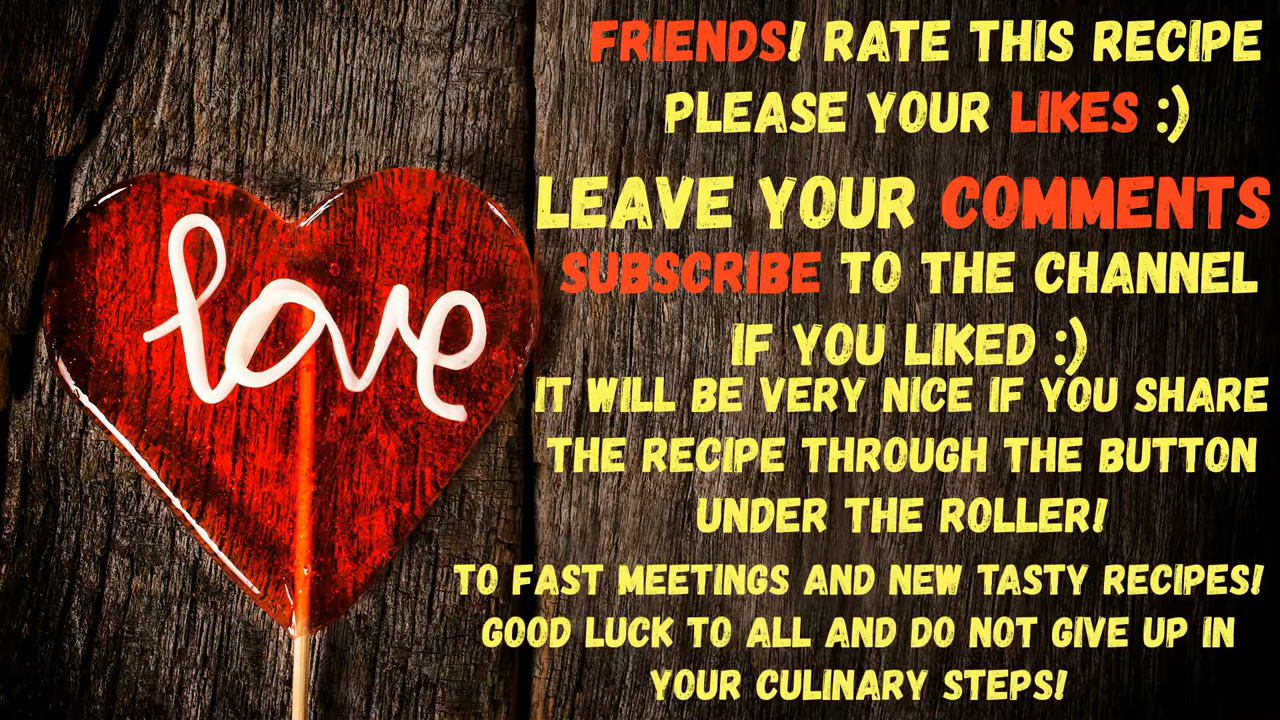 love
FRIENDS! RATE THIS RECIPE
PLEASE YOUR LIKES :)
LEAVE YOUR COMMENTS
SUBSCRIBE TO THE CHANNEL
IF YOU LIKED :)
IT WILL BE VERY NICE IF YOU SHARE
THE RECIPE THROUGH THE BUTTON
UNDER THE ROLLER!
TO FAST MEETINGS AND NEW TASTY RECIPES!
GOOD LUCK TO ALL AND DO NOT GIVE UP IN
YOUR CULINARY STEPS!